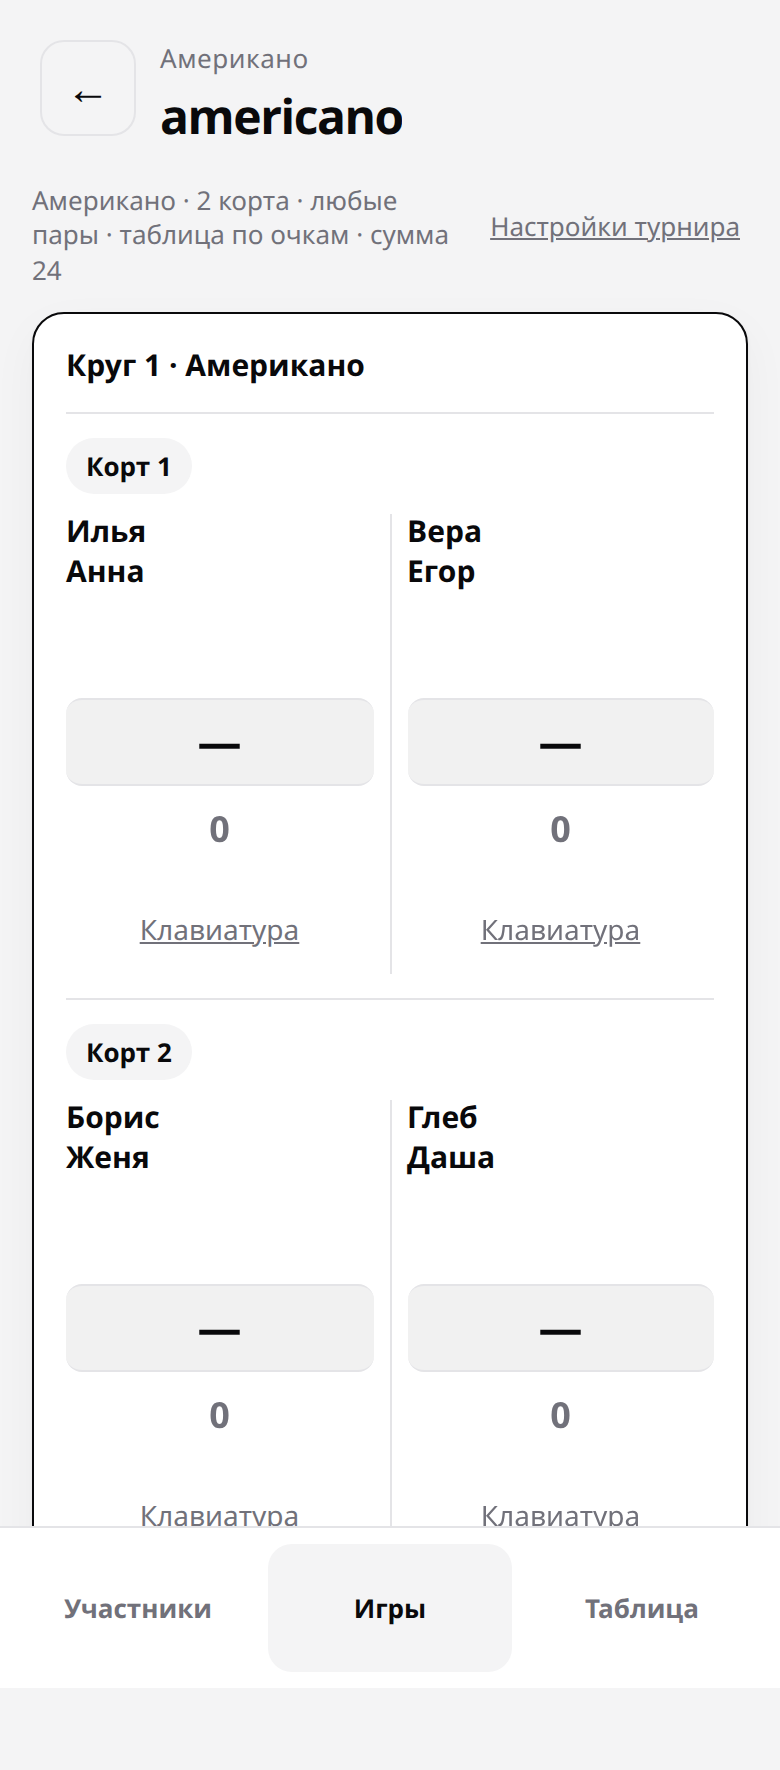 ←
Американо
americano
Американо · 2 корта · любые
пары · таблица по очкам · сумма
24
Настройки турнира
Круг 1 · Американо
Корт 1
Илья
Анна
Вера
Егор
— —
0 0
Клавиатура Клавиатура
Корт 2
Борис
Женя
Глеб
Даша
— —
0 0
Клавиатура Клавиатура
Участники Игры Таблица